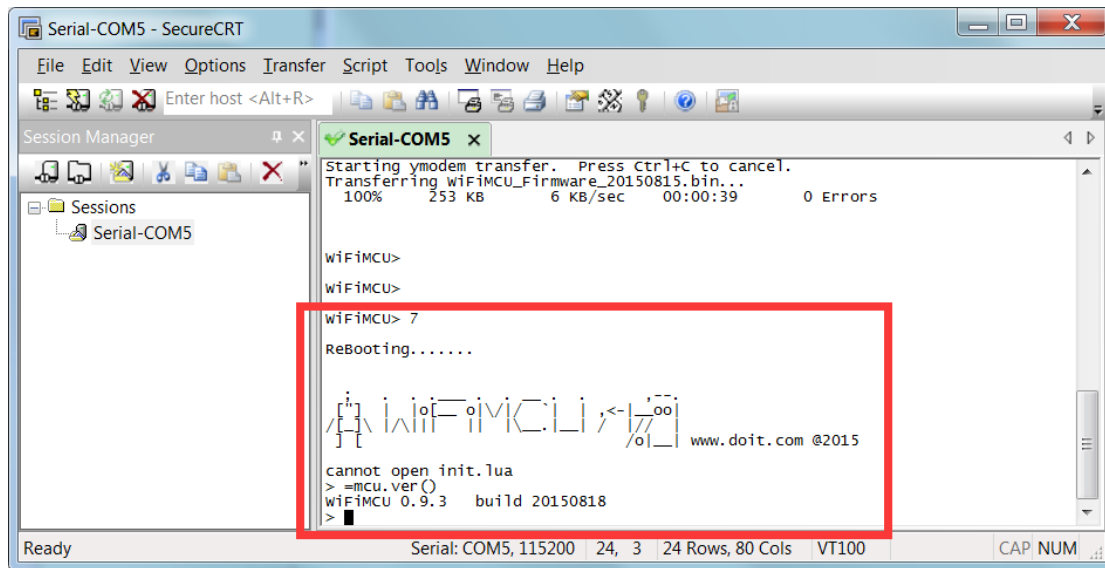 Serial-COM5 - SecureCRT
File Edit View Options Transfer Script Tools Window Help
Enter host <Alt+R>
Session Manager
Serial-COM5
Sessions
Serial-COM5
Starting ymodem transfer.  Press Ctrl+C to cancel.
Transferring WiFiMCU_Firmware_20150815.bin...
100%      253 KB        6 KB/sec    00:00:39       0 Errors
WiFiMCU>
WiFiMCU>
WiFiMCU> 7
ReBooting.......
www.doit.com @2015
cannot open init.lua
> =mcu.ver()
WiFiMCU 0.9.3   build 20150818
>
Ready Serial: COM5, 115200 24, 3 24 Rows, 80 Cols VT100 CAP NUM